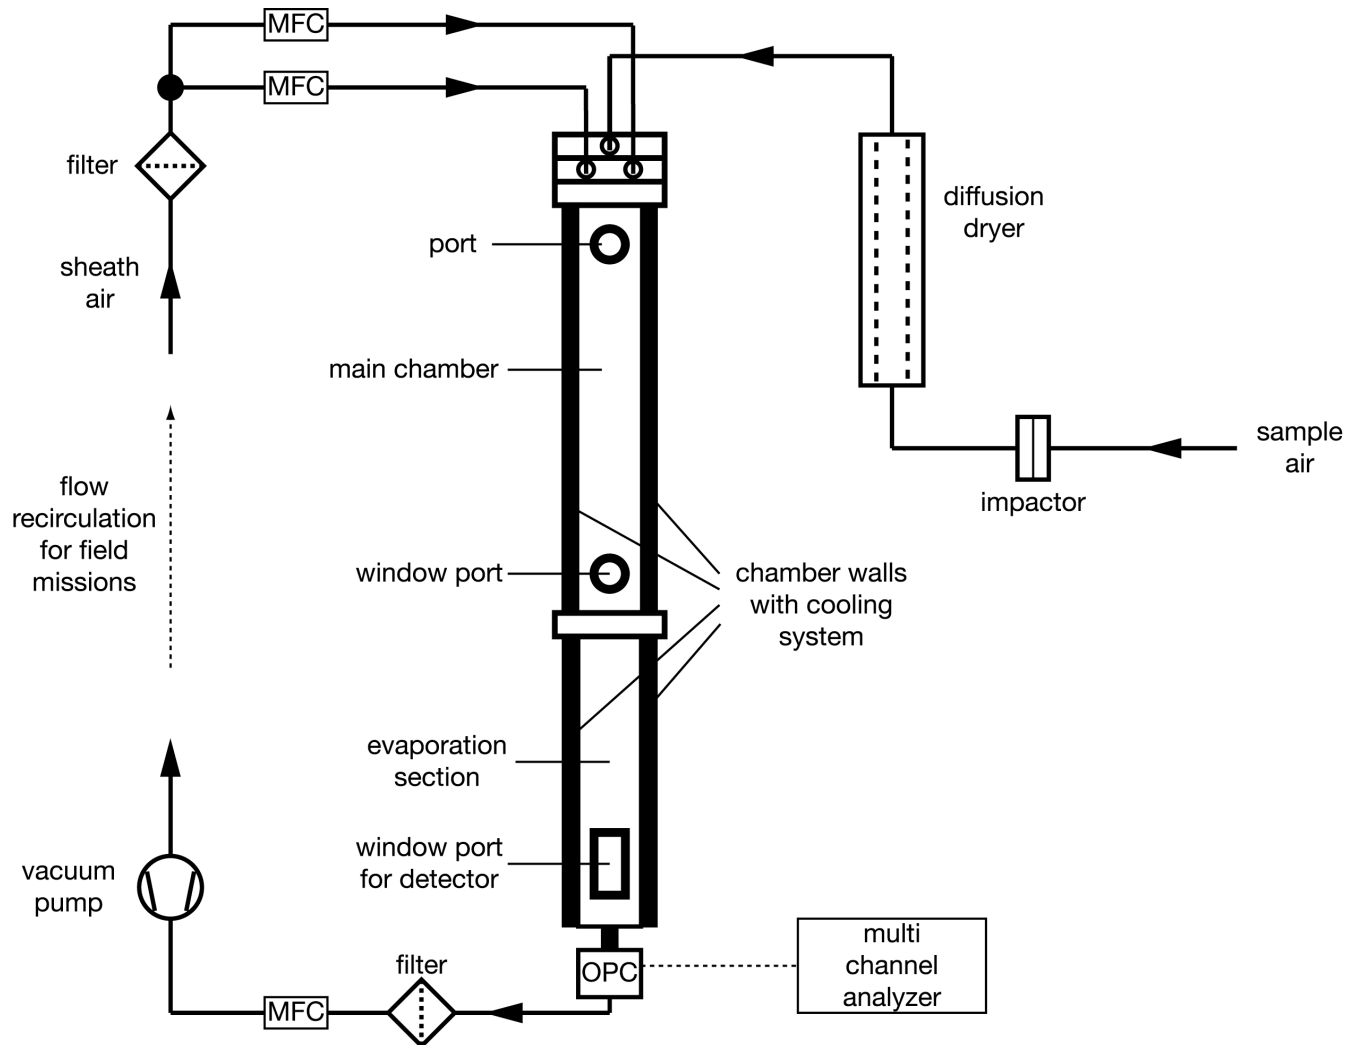 MFC
MFC
filter
sheath
air
flow
recirculation
for field
missions
vacuum
pump
MFC
filter
port
main chamber
window port
evaporation
section
window port
for detector
OPC
chamber walls
with cooling
system
diffusion
dryer
impactor
sample
air
multi
channel
analyzer